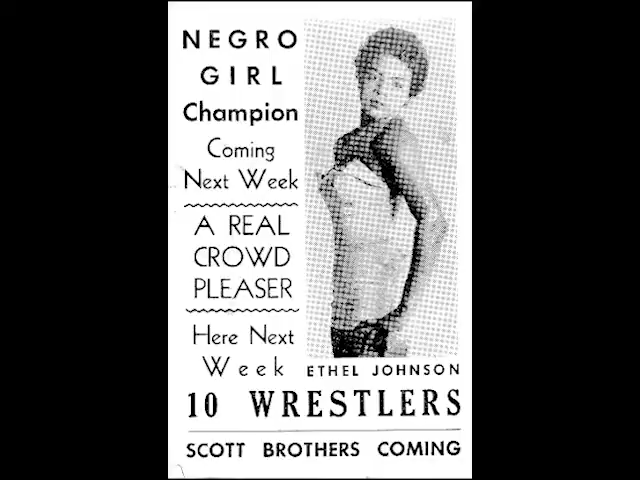 NEGRO
GIRL
Champion
Coming
Next Week
A REAL
CROWD
PLEASER
Here Next
Week
ETHEL JOHNSON
10 WRESTLERS
SCOTT BROTHERS COMING